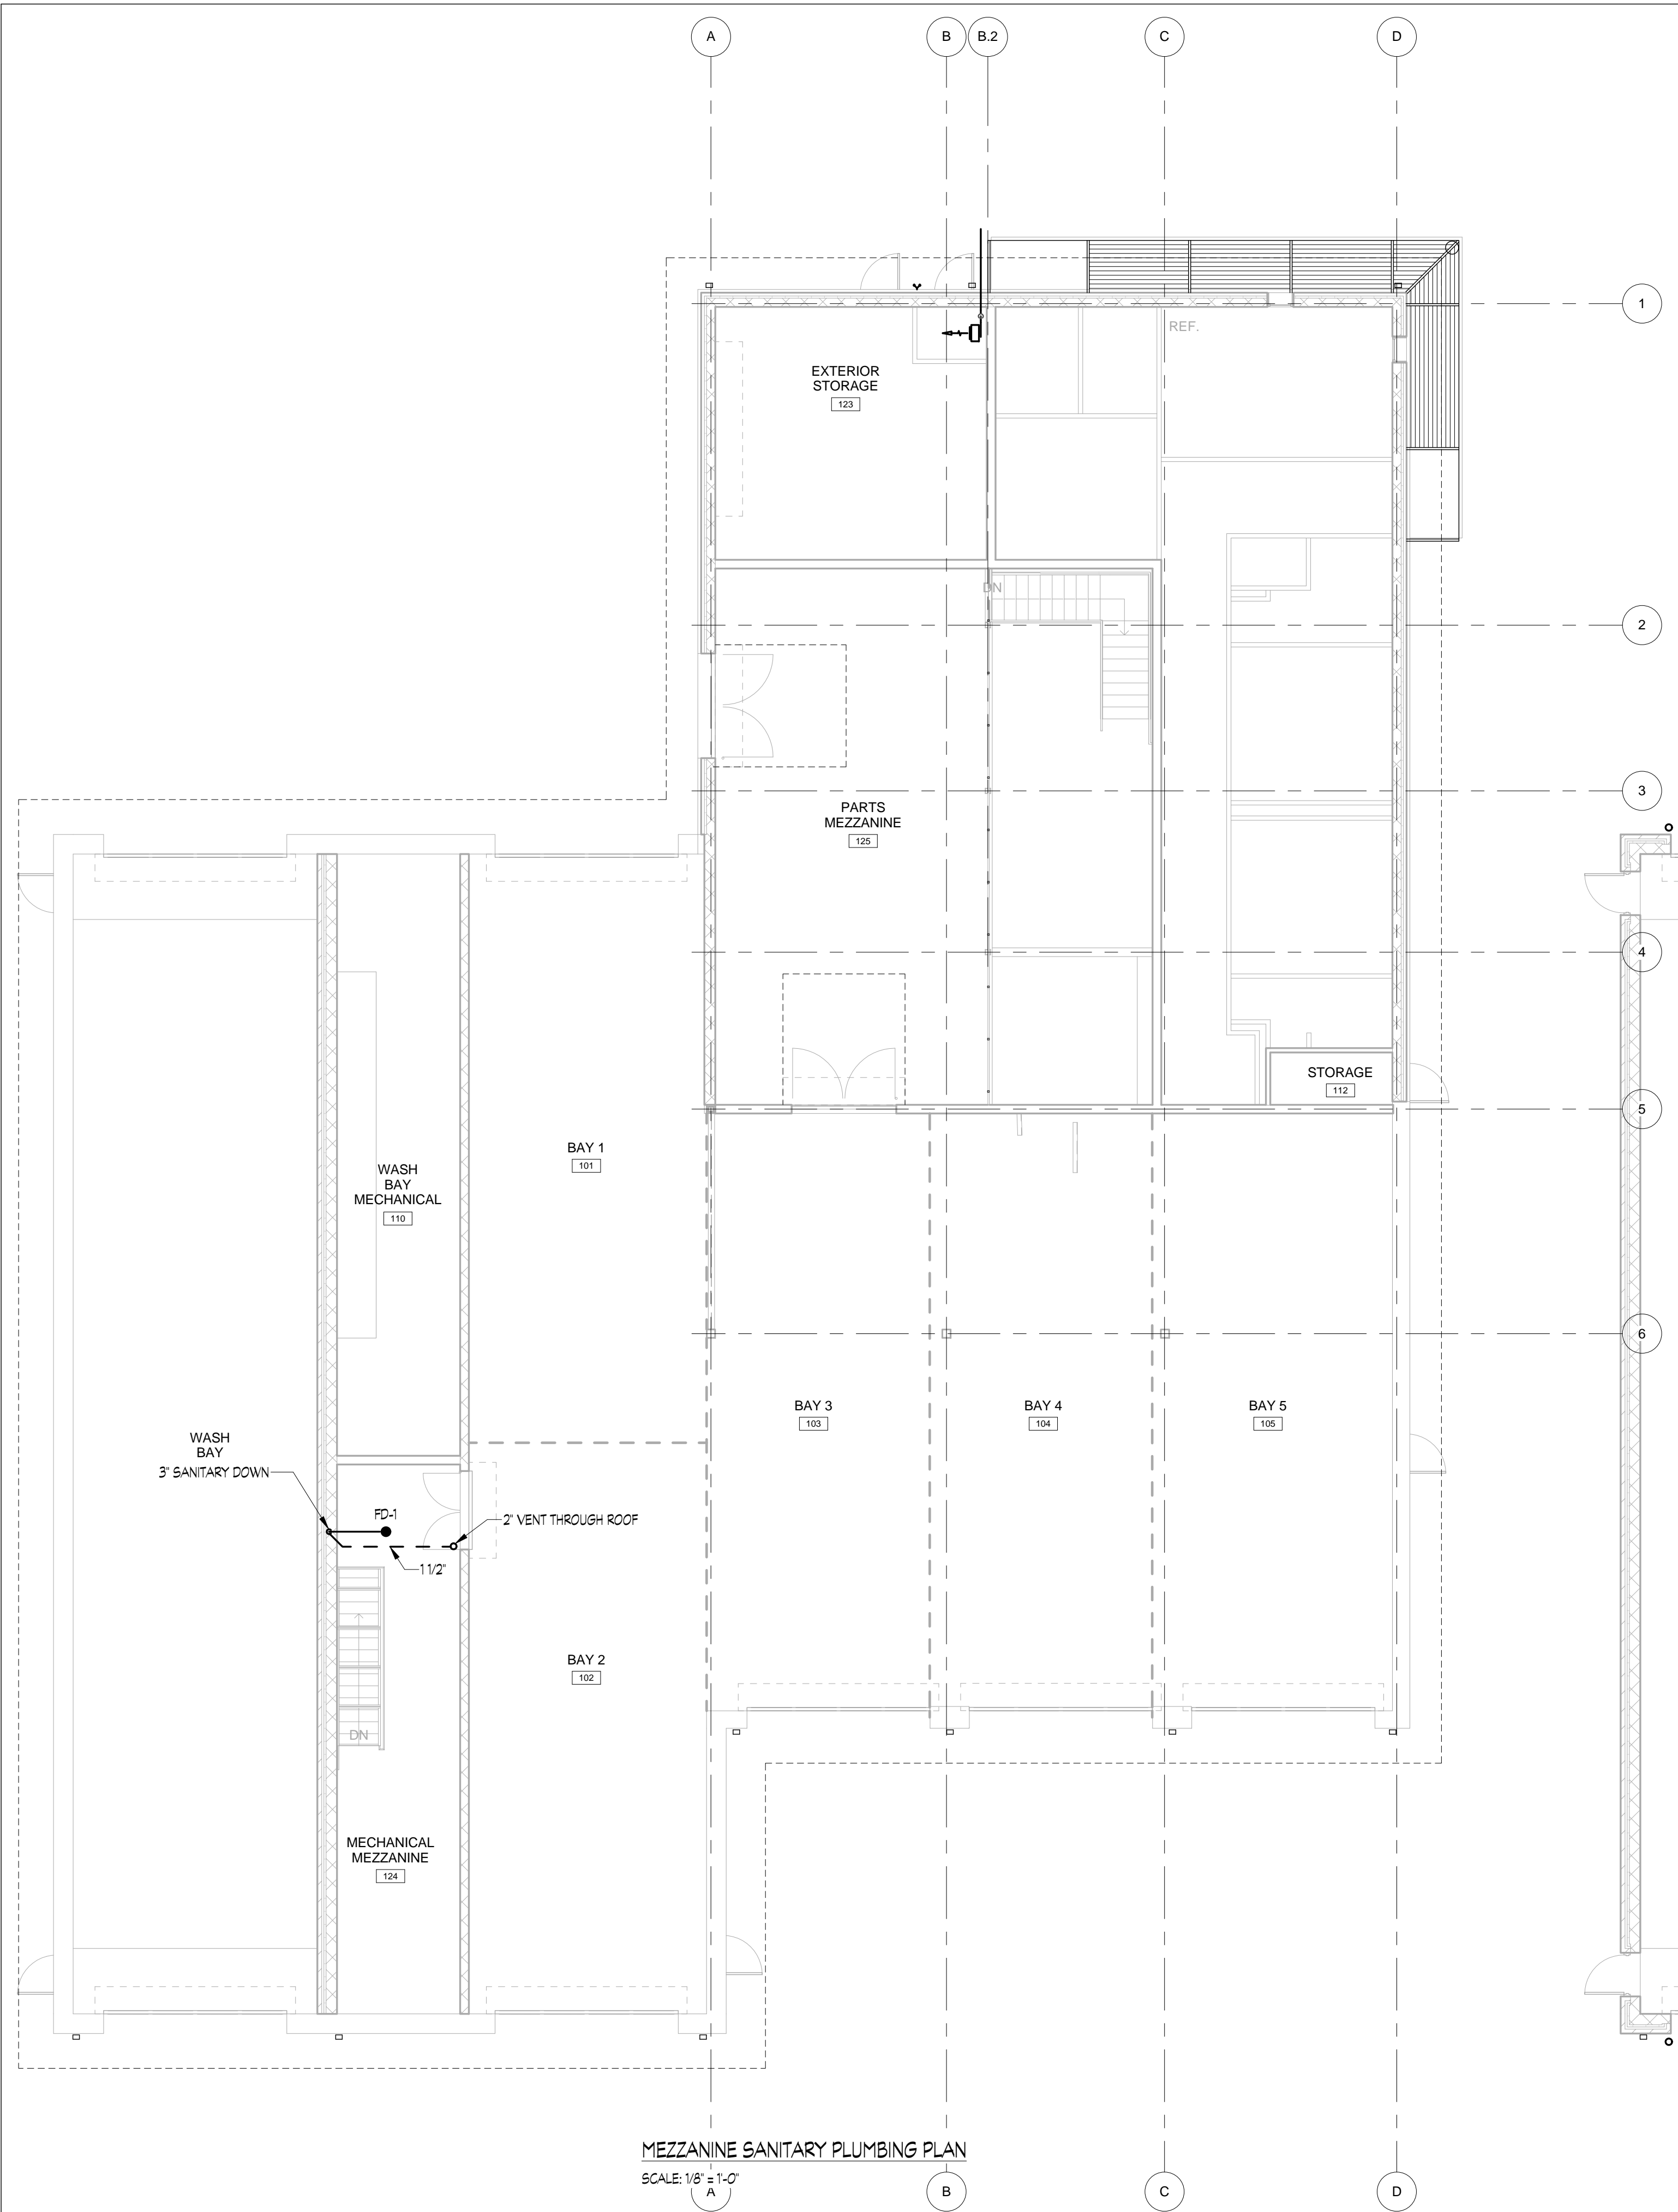 A
B
B.2
C
D
1
REF.
EXTERIOR
STORAGE
123
DN
2
3
PARTS
MEZZANINE
125
4
STORAGE
112
5
BAY 1
101
WASH
BAY
MECHANICAL
110
6
BAY 3
103
BAY 4
104
BAY 5
105
WASH
BAY
3" SANITARY DOWN
FD-1
2" VENT THROUGH ROOF
1 1/2"
BAY 2
102
DN
MECHANICAL
MEZZANINE
124
MEZZANINE SANITARY PLUMBING PLAN
SCALE: 1/8" = 1'-0"
A
B
C
D